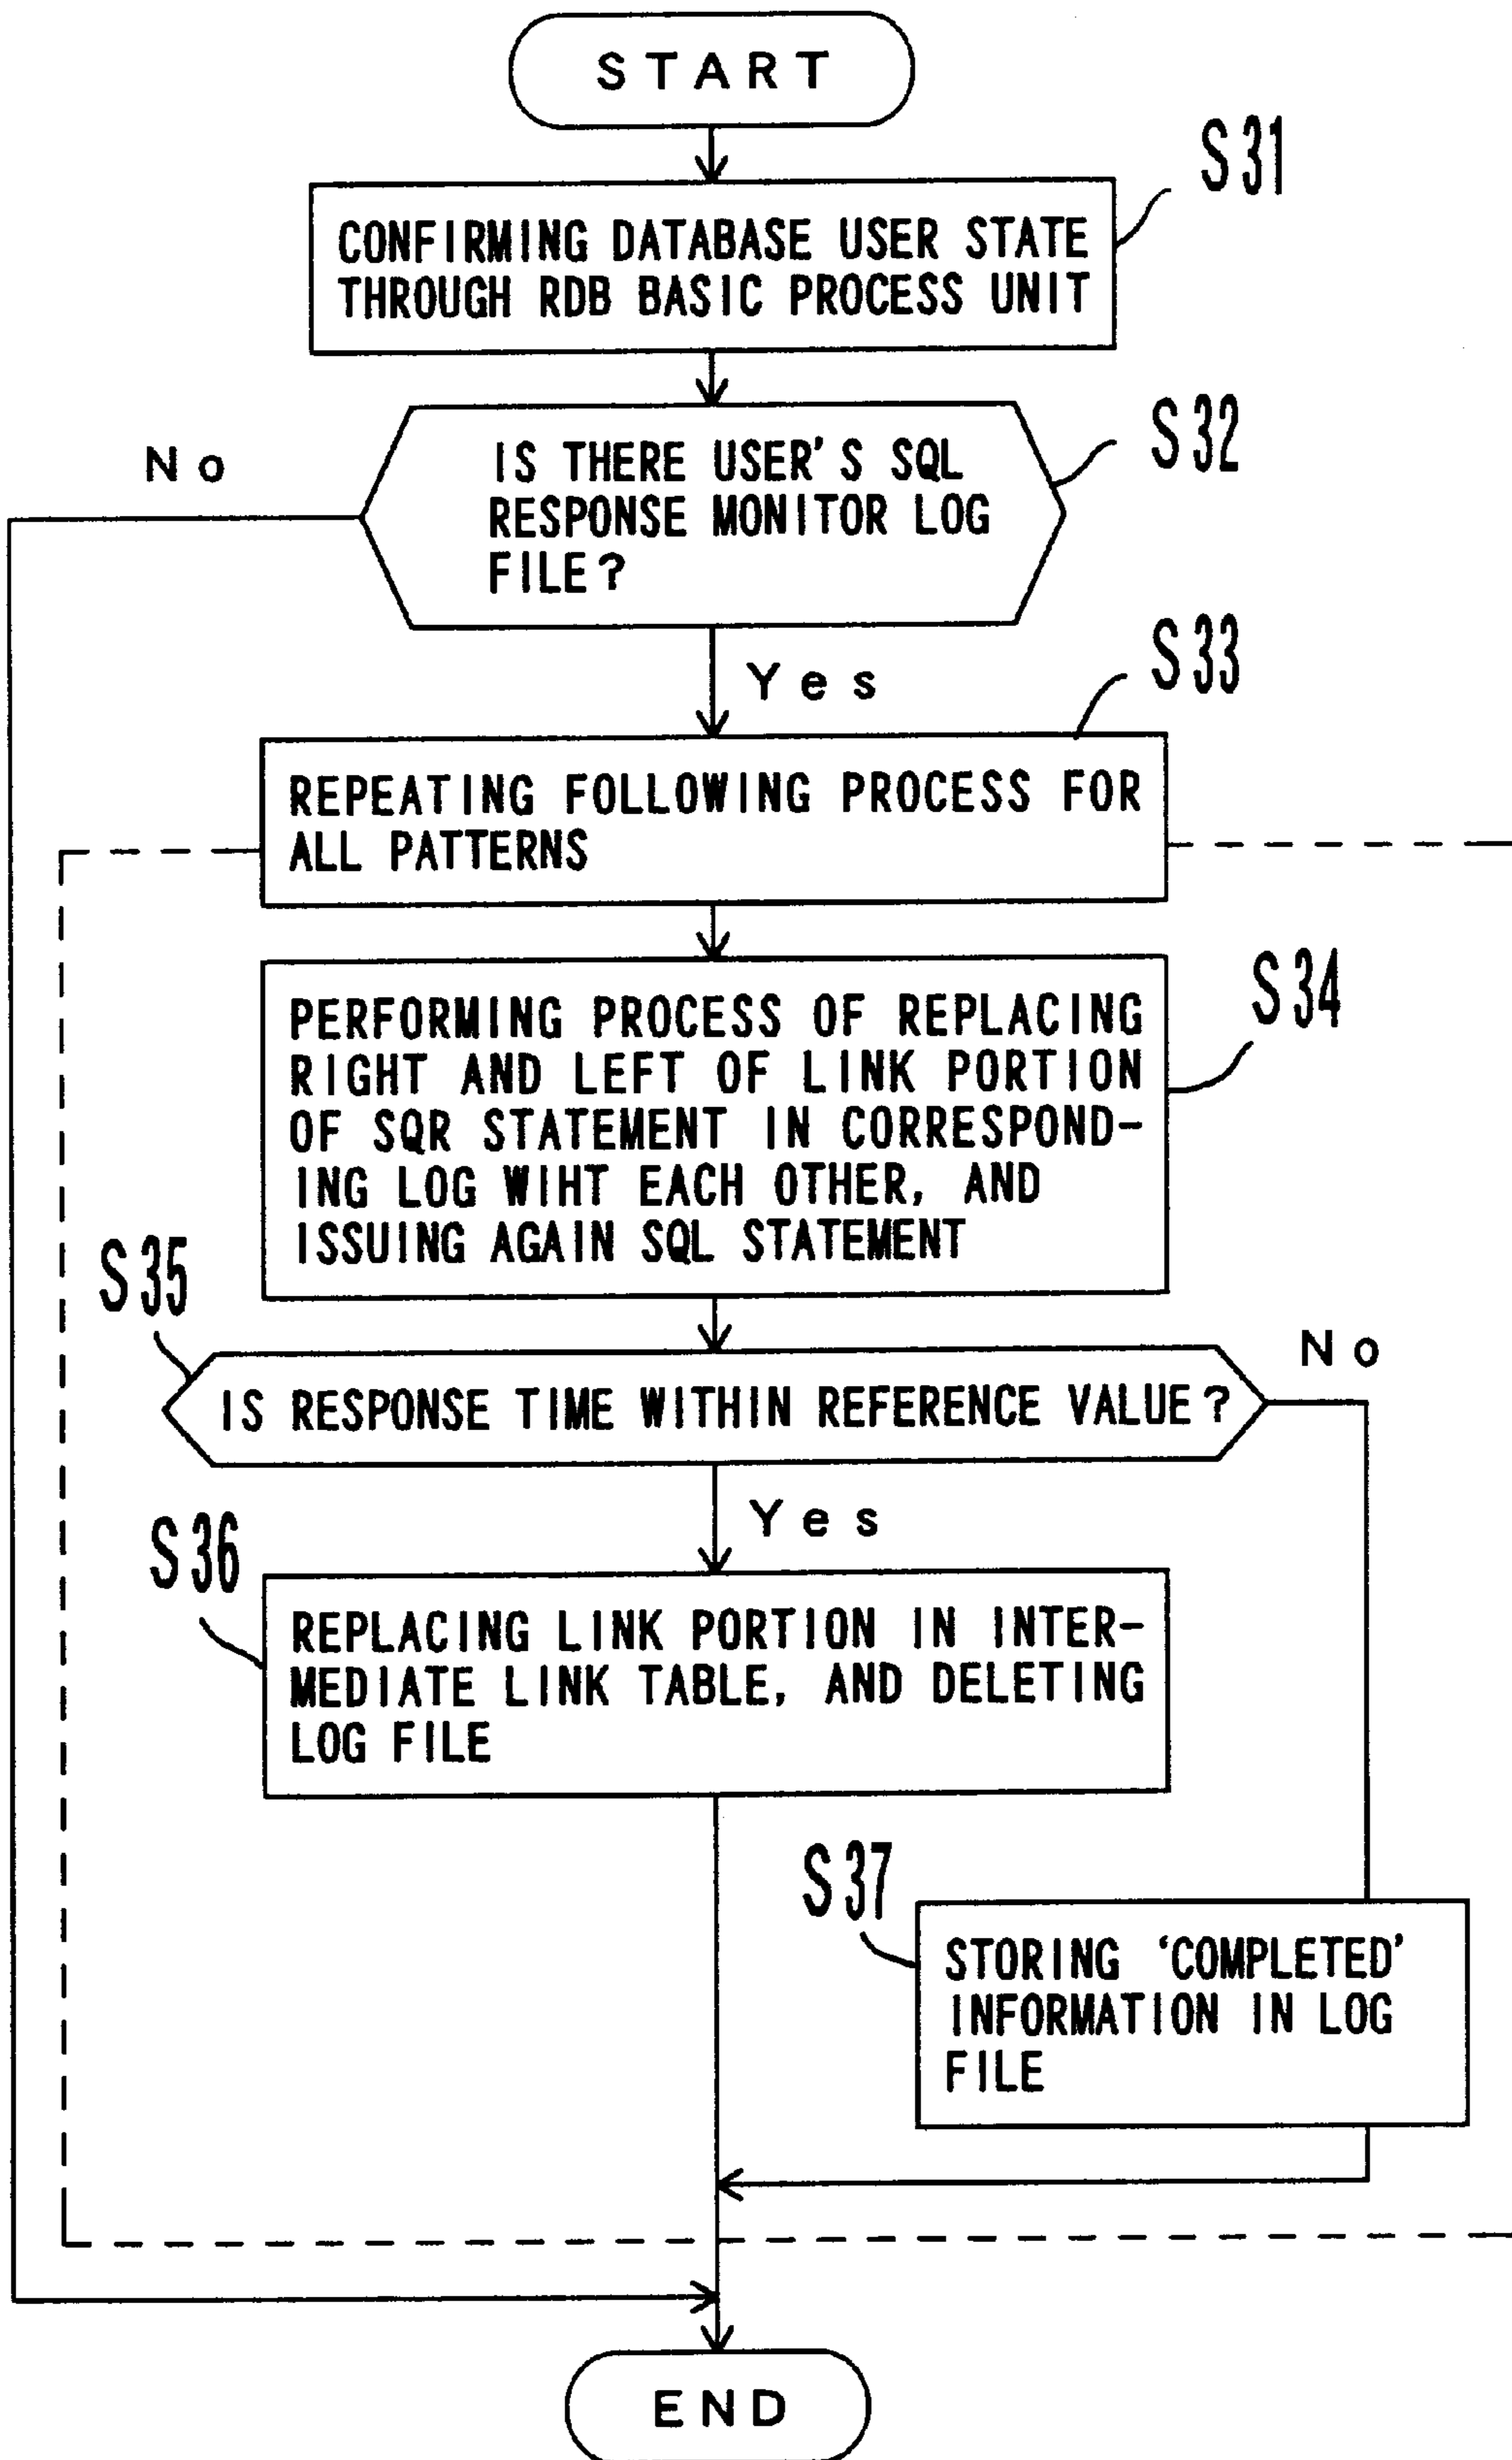 START
S31
CONFIRMING DATABASE USER STATE
THROUGH RDB BASIC PROCESS UNIT
S32
No
IS THERE USER'S SQL
RESPONSE MONITOR LOG
FILE?
Yes
S33
REPEATING FOLLOWING PROCESS FOR
ALL PATTERNS
S34
PERFORMING PROCESS OF REPLACING
RIGHT AND LEFT OF LINK PORTION
OF SQR STATEMENT IN CORRESPOND-
ING LOG WIHT EACH OTHER, AND
ISSUING AGAIN SQL STATEMENT
S35
No
IS RESPONSE TIME WITHIN REFERENCE VALUE?
Yes
S36
REPLACING LINK PORTION IN INTER-
MEDIATE LINK TABLE, AND DELETING
LOG FILE
S37
STORING 'COMPLETED'
INFORMATION IN LOG
FILE
END